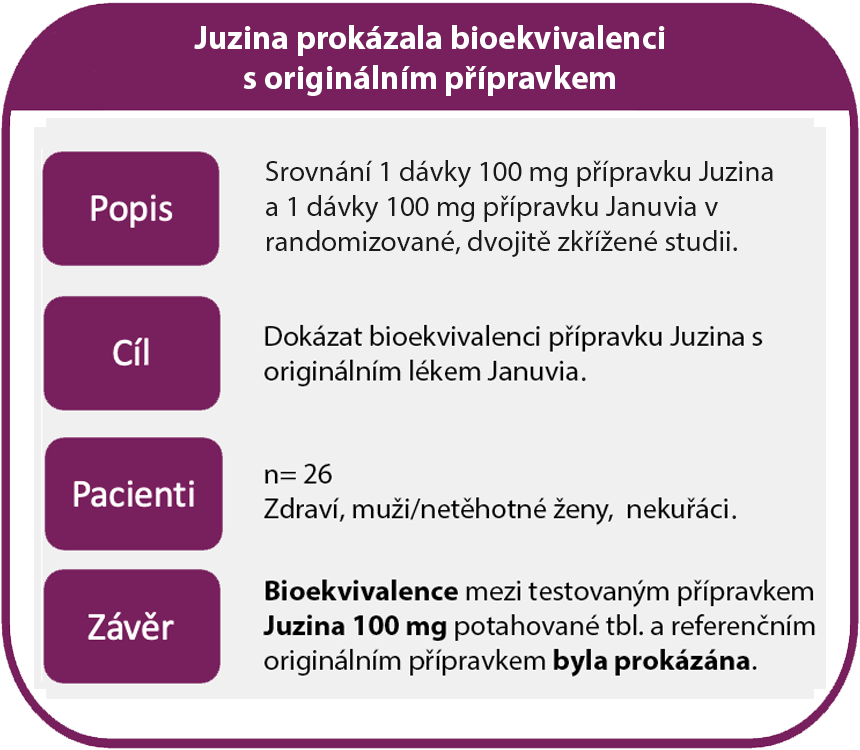 Juzina prokázala bioekvivalenci
s originálním přípravkem
Popis
Srovnání 1 dávky 100 mg přípravku Juzina
a 1 dávky 100 mg přípravku Januvia v
randomizované, dvojitě zkřížené studii.
Cíl
Dokázat bioekvivalenci přípravku Juzina s
originálním lékem Januvia.
Pacienti
n= 26
Zdraví, muži/netěhotné ženy, nekuřáci.
Závěr
Bioekvivalence mezi testovaným přípravkem
Juzina 100 mg potahované tbl. a referenčním
originálním přípravkem byla prokázána.